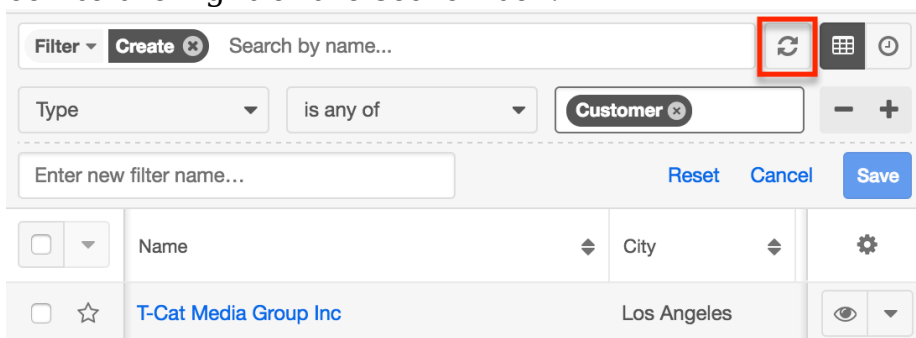 Filter Create Search by name...
Type is any of Customer
Enter new filter name... Reset Cancel Save
Name City
T-Cat Media Group Inc Los Angeles